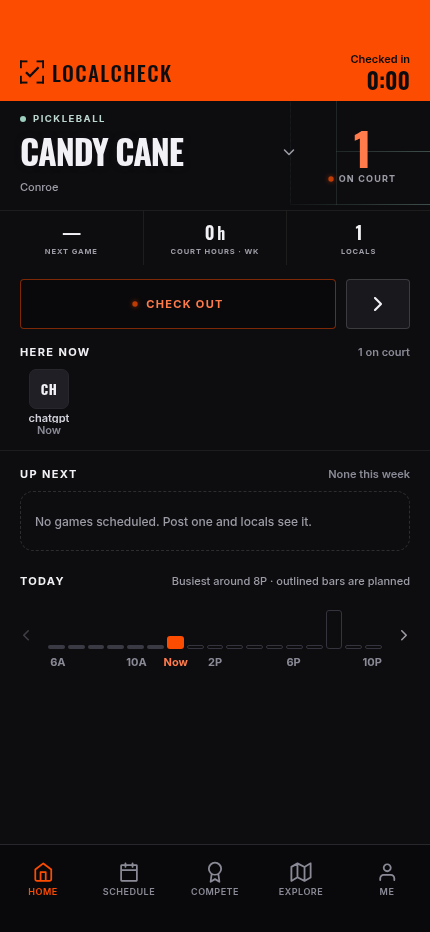 LOCALCHECK
Checked in
0:00
PICKLEBALL
CANDY CANE
Conroe
1
ON COURT
—
NEXT GAME
0h
COURT HOURS · WK
1
LOCALS
CHECK OUT
HERE NOW
1 on court
CH
chatgpt
Now
UP NEXT
None this week
No games scheduled. Post one and locals see it.
TODAY
Busiest around 8P · outlined bars are planned
6A 10A Now 2P 6P 10P
HOME SCHEDULE COMPETE EXPLORE ME